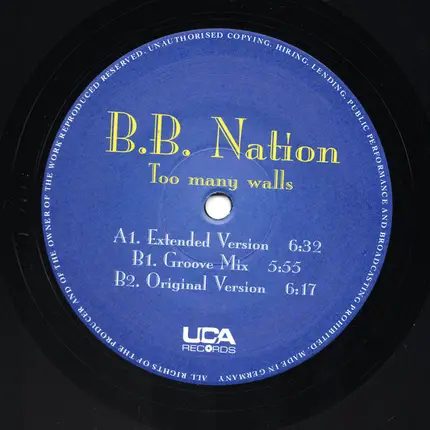 ALL RIGHTS OF THE PRODUCER AND OF THE OWNER OF THE WORK REPRODUCED RESERVED. UNAUTHORISED COPYING, HIRING, LENDING, PUBLIC PERFORMANCE AND BROADCASTING PROHIBITED. MADE IN GERMANY
B.B. Nation
Too many walls
A1. Extended Version 6:32
B1. Groove Mix 5:55
B2. Original Version 6:17
UCA
RECORDS